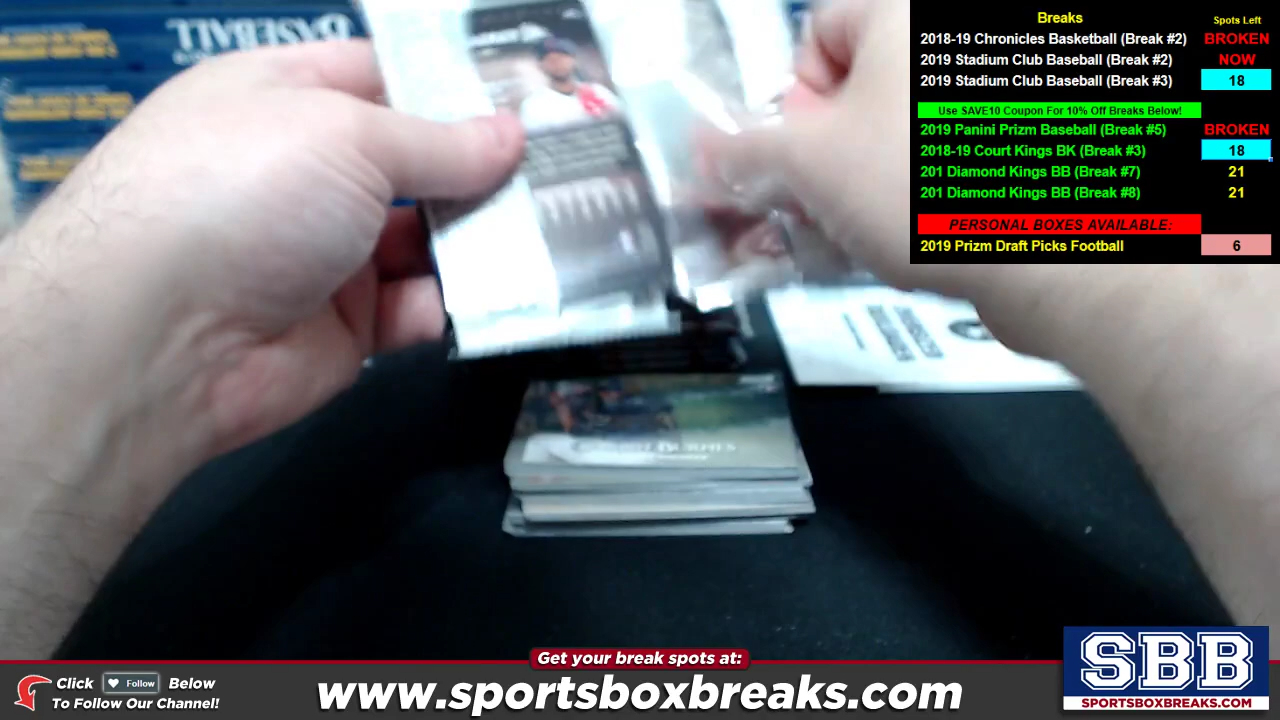 BASEBALL
Breaks
Spots Left
2018-19 Chronicles Basketball (Break #2) BROKEN
2019 Stadium Club Baseball (Break #2) NOW
2019 Stadium Club Baseball (Break #3) 18
Use SAVE10 Coupon For 10% Off Breaks Below!
2019 Panini Prizm Baseball (Break #5) BROKEN
2018-19 Court Kings BK (Break #3) 18
201 Diamond Kings BB (Break #7) 21
201 Diamond Kings BB (Break #8) 21
PERSONAL BOXES AVAILABLE:
2019 Prizm Draft Picks Football 6
BURNES
Get your break spots at:
Click Follow Below
To Follow Our Channel!
www.sportsboxbreaks.com
SBB
SPORTSBOXBREAKS.COM